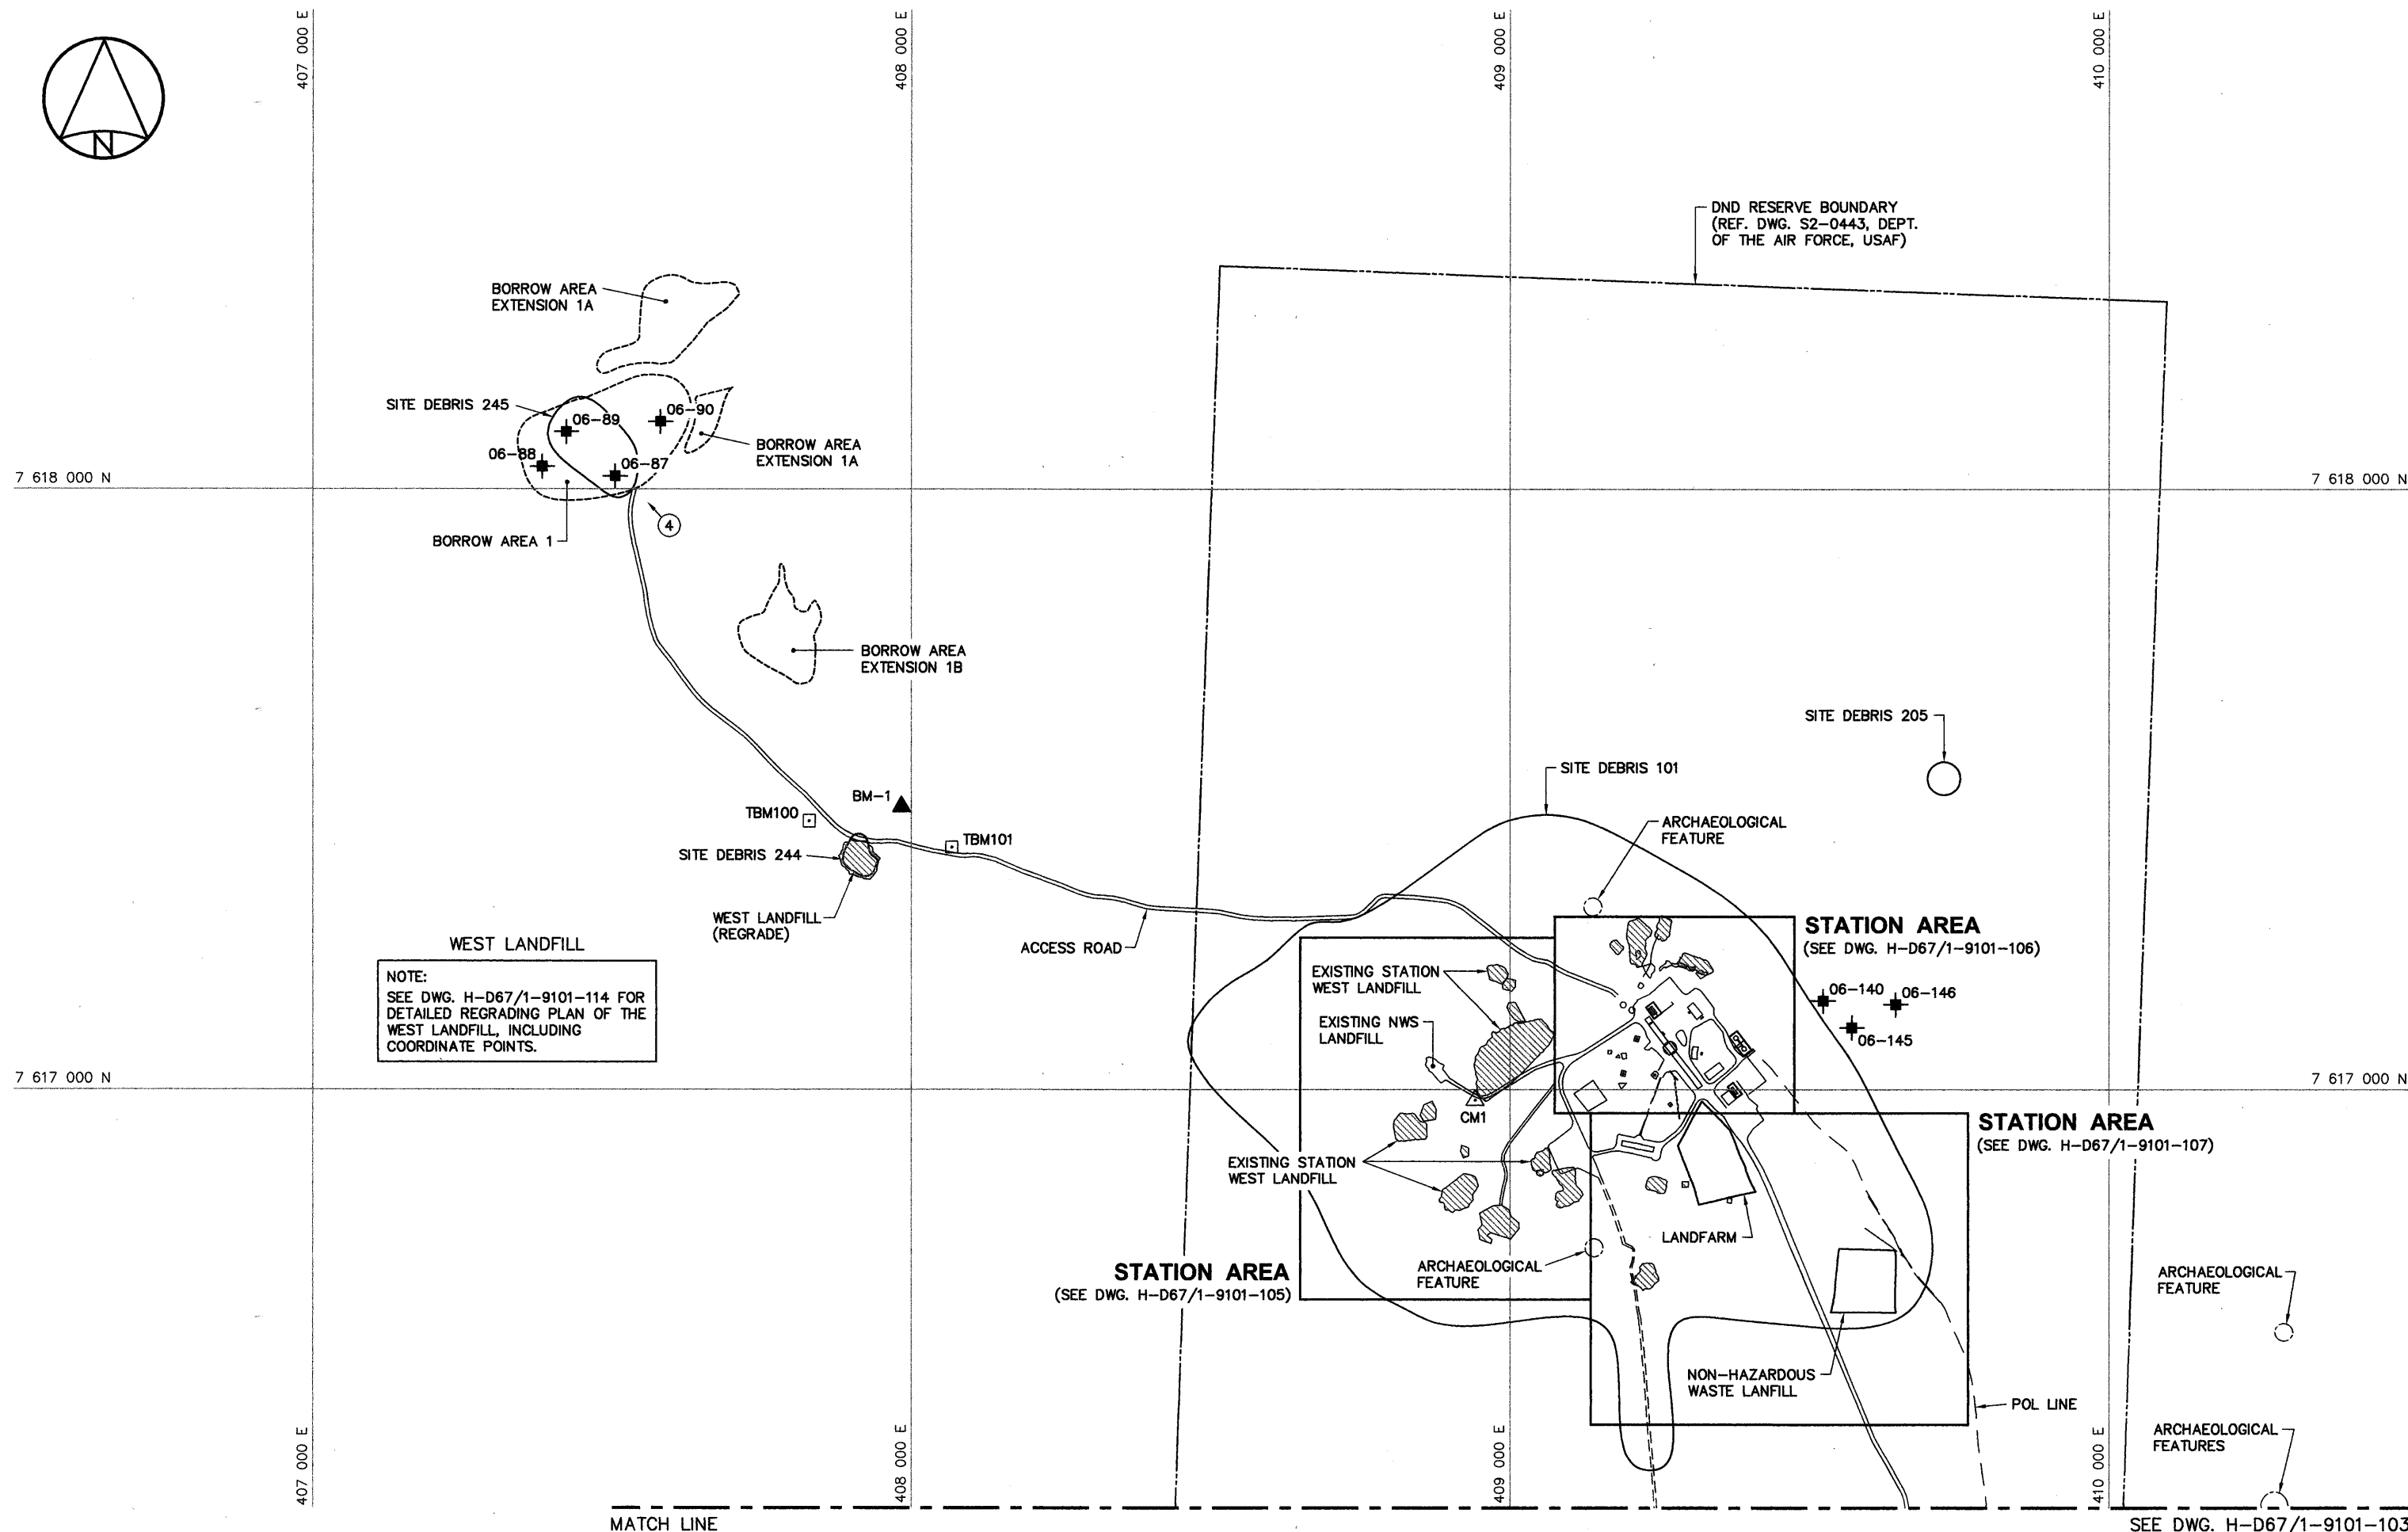 407 000 E
408 000 E
409 000 E
410 000 E
N
DND RESERVE BOUNDARY
(REF. DWG. S2-0443, DEPT.
OF THE AIR FORCE, USAF)
BORROW AREA
EXTENSION 1A
SITE DEBRIS 245
06-89
06-90
BORROW AREA
EXTENSION 1A
06-88
06-87
7 618 000 N
7 618 000 N
4
BORROW AREA 1
BORROW AREA
EXTENSION 1B
SITE DEBRIS 205
SITE DEBRIS 101
BM-1
TBM100
TBM101
ARCHAEOLOGICAL
FEATURE
SITE DEBRIS 244
WEST LANDFILL
(REGRADE)
ACCESS ROAD
STATION AREA
(SEE DWG. H-D67/1-9101-106)
WEST LANDFILL
NOTE:
SEE DWG. H-D67/1-9101-114 FOR
DETAILED REGRADING PLAN OF THE
WEST LANDFILL, INCLUDING
COORDINATE POINTS.
EXISTING STATION
WEST LANDFILL
EXISTING NWS
LANDFILL
06-140
06-146
06-145
7 617 000 N
7 617 000 N
CM1
STATION AREA
(SEE DWG. H-D67/1-9101-107)
EXISTING STATION
WEST LANDFILL
LANDFARM
ARCHAEOLOGICAL
FEATURE
STATION AREA
(SEE DWG. H-D67/1-9101-105)
ARCHAEOLOGICAL
FEATURE
NON-HAZARDOUS
WASTE LANFILL
POL LINE
ARCHAEOLOGICAL
FEATURES
407 000 E
408 000 E
409 000 E
410 000 E
MATCH LINE
SEE DWG. H-D67/1-9101-103